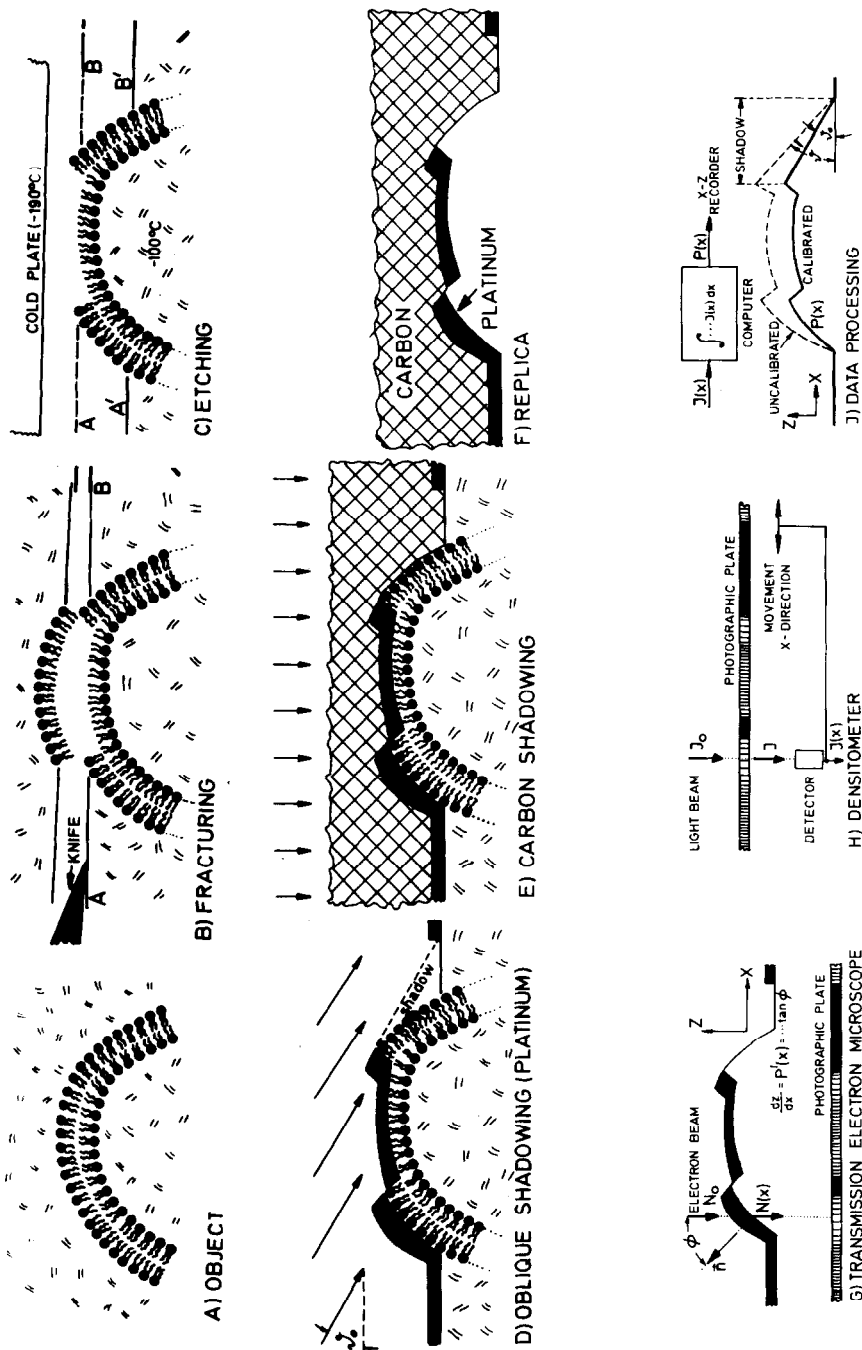 A) OBJECT
KNIFE
A
B
B) FRACTURING
COLD PLATE (-190°C)
A
B
A'
B'
-100°C
C) ETCHING
shadow
D) OBLIQUE SHADOWING (PLATINUM)
E) CARBON SHADOWING
CARBON
PLATINUM
F) REPLICA
ELECTRON BEAM
ϕ
N₀
n⃗
N(x)
Z
X
dz/dx = P'(x) = ... tan ϕ
PHOTOGRAPHIC PLATE
G) TRANSMISSION ELECTRON MICROSCOPE
LIGHT BEAM
J₀
PHOTOGRAPHIC PLATE
J
MOVEMENT
X-DIRECTION
DETECTOR
J(x)
H) DENSITOMETER
J(x)
∫ ... J(x) dx
P(x)
X-Z
RECORDER
COMPUTER
UNCALIBRATED
SHADOW
P(x)
CALIBRATED
Z
X
J) DATA PROCESSING